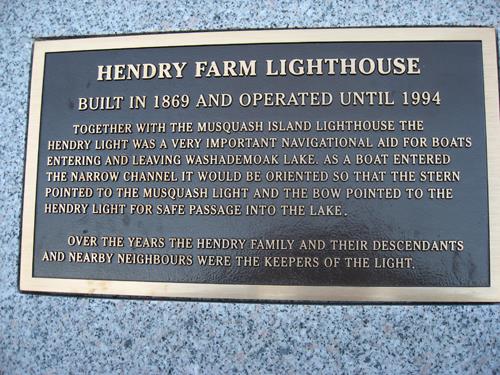 HENDRY FARM LIGHTHOUSE
BUILT IN 1869 AND OPERATED UNTIL 1994
TOGETHER WITH THE MUSQUASH ISLAND LIGHTHOUSE THE
HENDRY LIGHT WAS A VERY IMPORTANT NAVIGATIONAL AID FOR BOATS
ENTERING AND LEAVING WASHADEMOAK LAKE. AS A BOAT ENTERED
THE NARROW CHANNEL IT WOULD BE ORIENTED SO THAT THE STERN
POINTED TO THE MUSQUASH LIGHT AND THE BOW POINTED TO THE
HENDRY LIGHT FOR SAFE PASSAGE INTO THE LAKE.
OVER THE YEARS THE HENDRY FAMILY AND THEIR DESCENDANTS
AND NEARBY NEIGHBOURS WERE THE KEEPERS OF THE LIGHT.